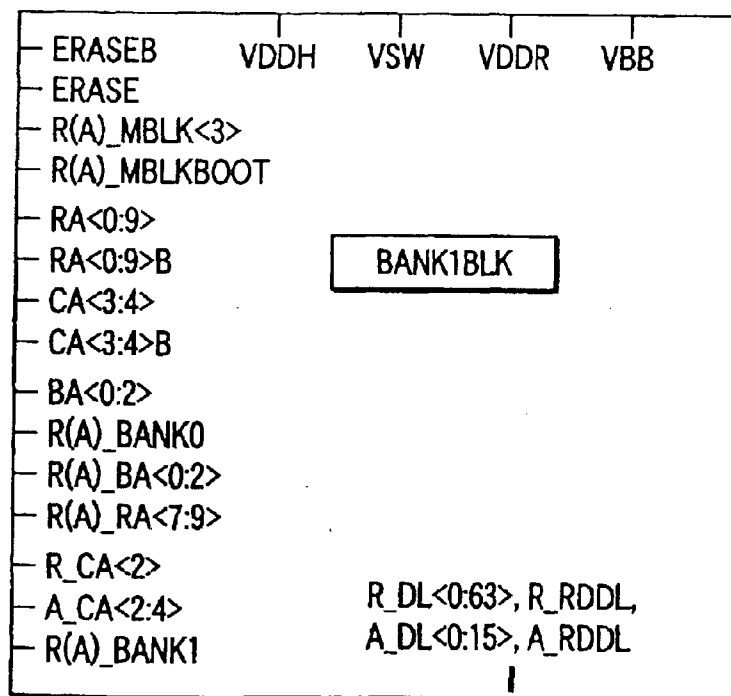 ERASEB VDDH VSW VDDR VBB
ERASE
R(A)_MBLK<3>
R(A)_MBLKBOOT
RA<0:9>
RA<0:9>B BANK1BLK
CA<3:4>
CA<3:4>B
BA<0:2>
R(A)_BANK0
R(A)_BA<0:2>
R(A)_RA<7:9>
R_CA<2>
A_CA<2:4> R_DL<0:63>, R_RDDL,
R(A)_BANK1 A_DL<0:15>, A_RDDL